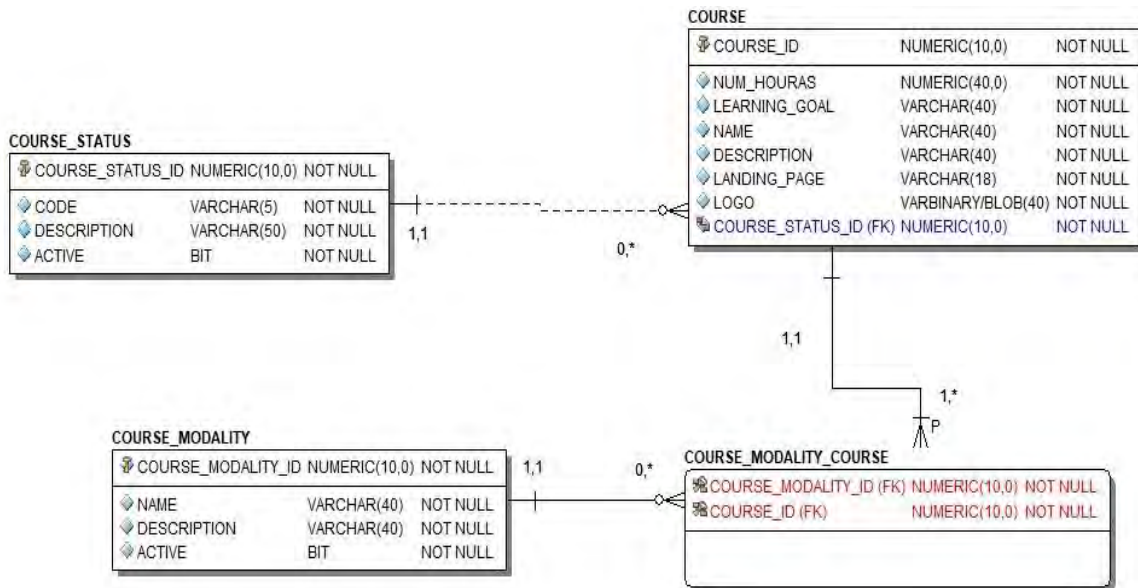 COURSE
COURSE_ID NUMERIC(10,0) NOT NULL
NUM_HOURAS NUMERIC(40,0) NOT NULL
LEARNING_GOAL VARCHAR(40) NOT NULL
NAME VARCHAR(40) NOT NULL
DESCRIPTION VARCHAR(40) NOT NULL
LANDING_PAGE VARCHAR(18) NOT NULL
LOGO VARBINARY/BLOB(40) NOT NULL
COURSE_STATUS_ID (FK) NUMERIC(10,0) NOT NULL
COURSE_STATUS
COURSE_STATUS_ID NUMERIC(10,0) NOT NULL
CODE VARCHAR(5) NOT NULL
DESCRIPTION VARCHAR(50) NOT NULL
ACTIVE BIT NOT NULL
1,1
0,*
1,1
1,*
P
COURSE_MODALITY
COURSE_MODALITY_ID NUMERIC(10,0) NOT NULL
NAME VARCHAR(40) NOT NULL
DESCRIPTION VARCHAR(40) NOT NULL
ACTIVE BIT NOT NULL
1,1
0,*
COURSE_MODALITY_COURSE
COURSE_MODALITY_ID (FK) NUMERIC(10,0) NOT NULL
COURSE_ID (FK) NUMERIC(10,0) NOT NULL